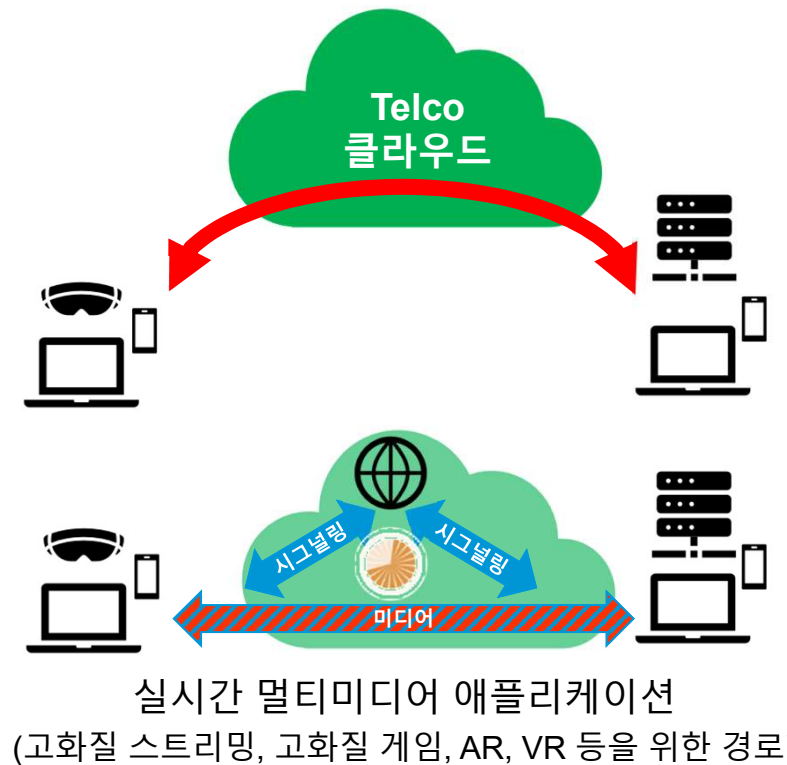 Telco
클라우드
시그널링
시그널링
미디어
실시간 멀티미디어 애플리케이션
(고화질 스트리밍, 고화질 게임, AR, VR 등을 위한 경로